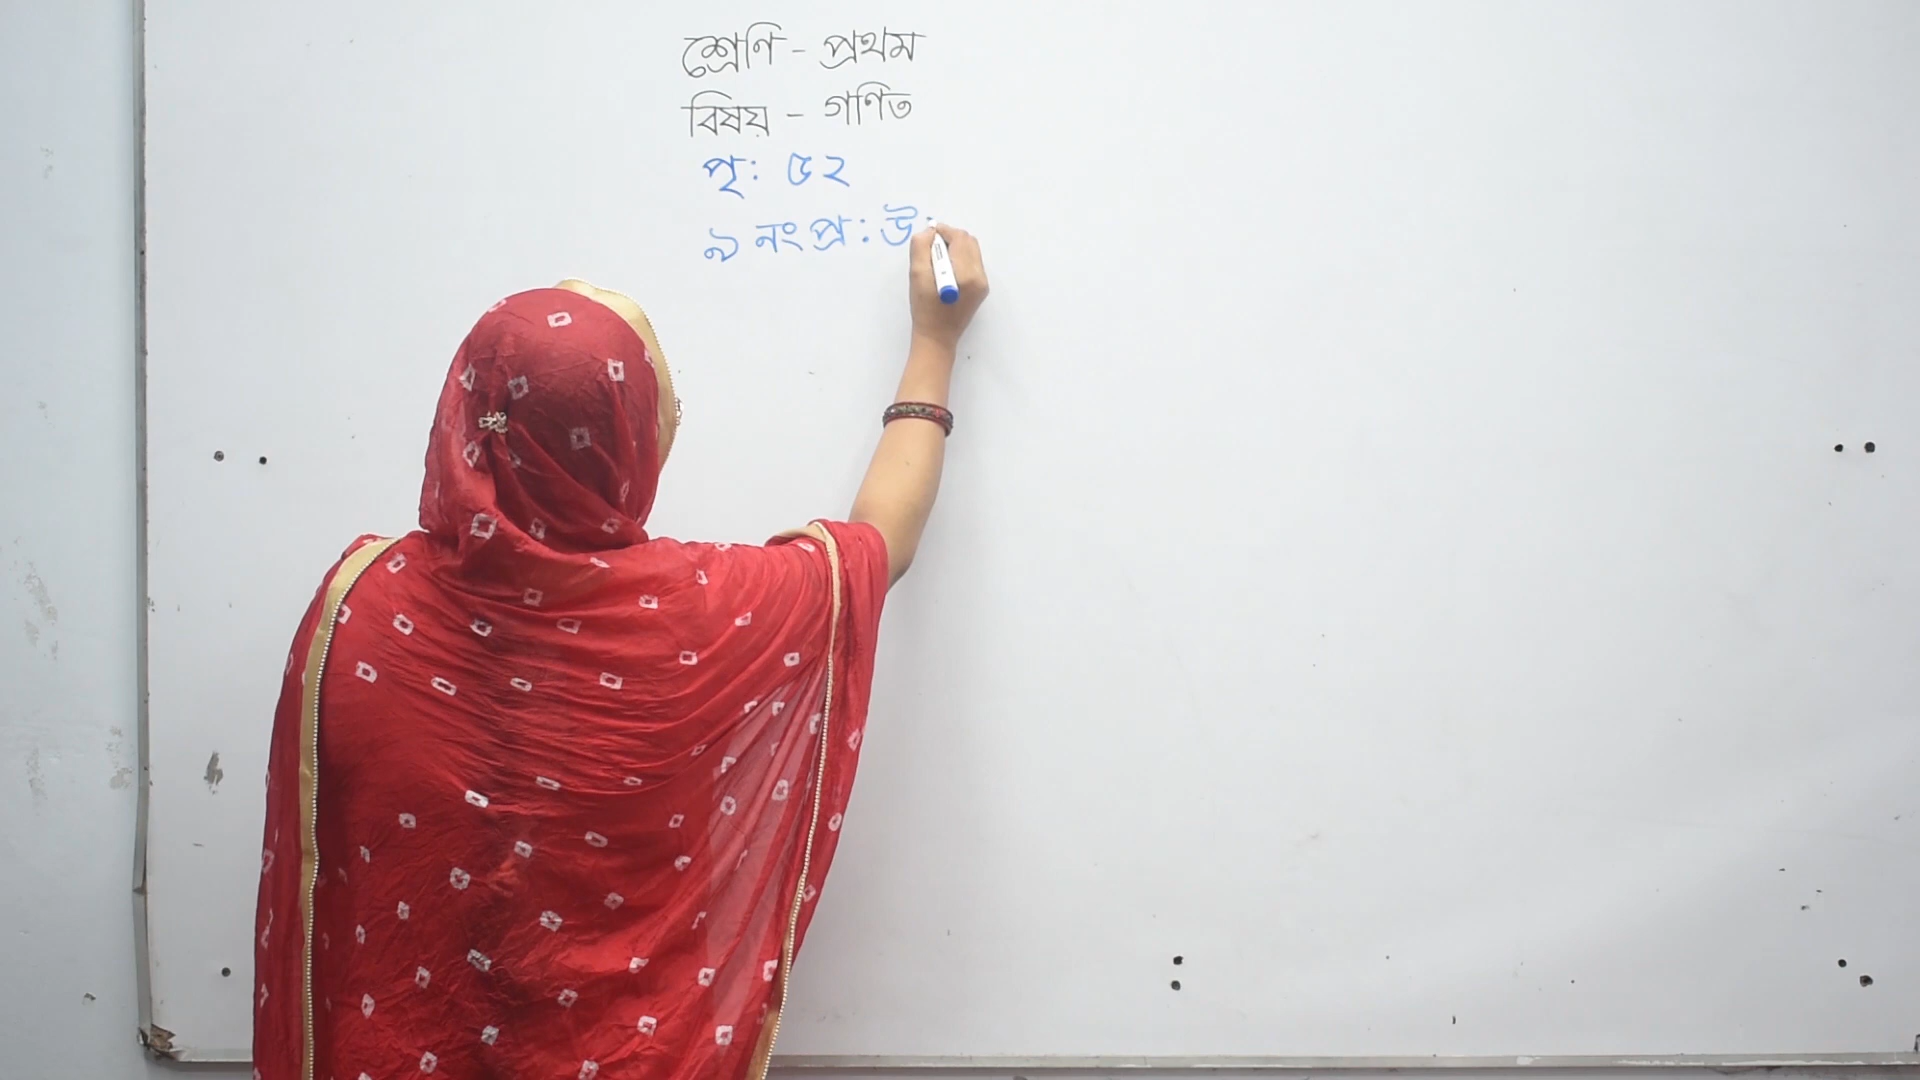 শ্রেণি - প্রথম
বিষয় - গণিত
পৃ: ৫২
৯ নং প্র: উ: